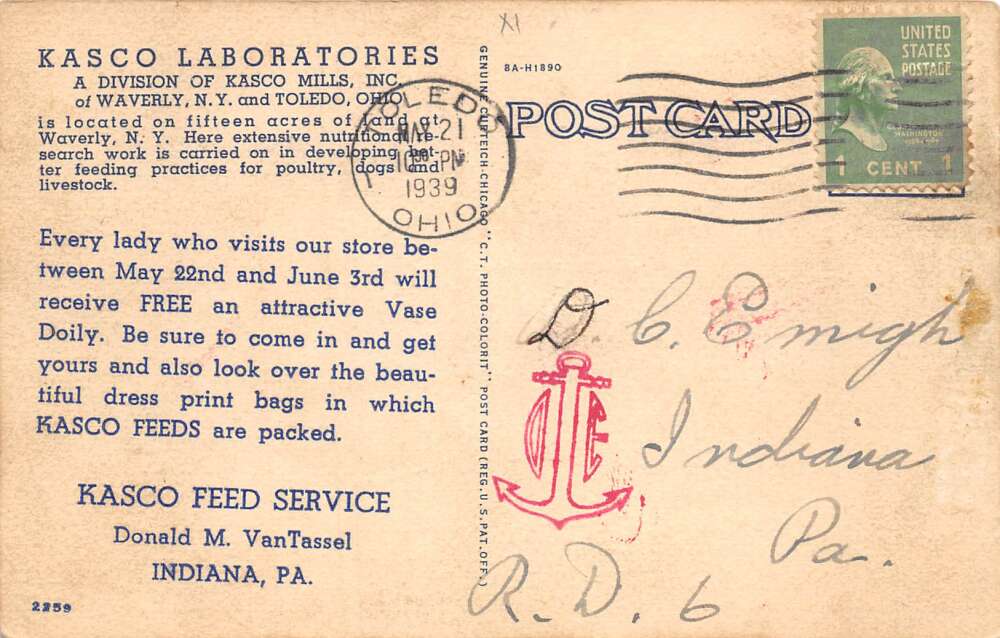 XI
KASCO LABORATORIES
A DIVISION OF KASCO MILLS, INC.
of WAVERLY, N. Y. and TOLEDO, OHIO
is located on fifteen acres of land at
Waverly, N. Y. Here extensive nutritional re-
search work is carried on in developing bet-
ter feeding practices for poultry, dogs and
livestock.
Every lady who visits our store be-
tween May 22nd and June 3rd will
receive FREE an attractive Vase
Doily. Be sure to come in and get
yours and also look over the beau-
tiful dress print bags in which
KASCO FEEDS are packed.
KASCO FEED SERVICE
Donald M. VanTassel
INDIANA, PA.
2259
TOLEDO
MAY 21
10 30 PM
1939
OHIO
GENUINE CURTEICH-CHICAGO "C.T. PHOTO-COLORIT" POST CARD (REG. U.S. PAT. OFF.)
8A-H1890
POST CARD
UNITED
STATES
POSTAGE
WASHINGTON
1 CENT 1
C. Emigh
Indiana
Pa.
R. D. 6